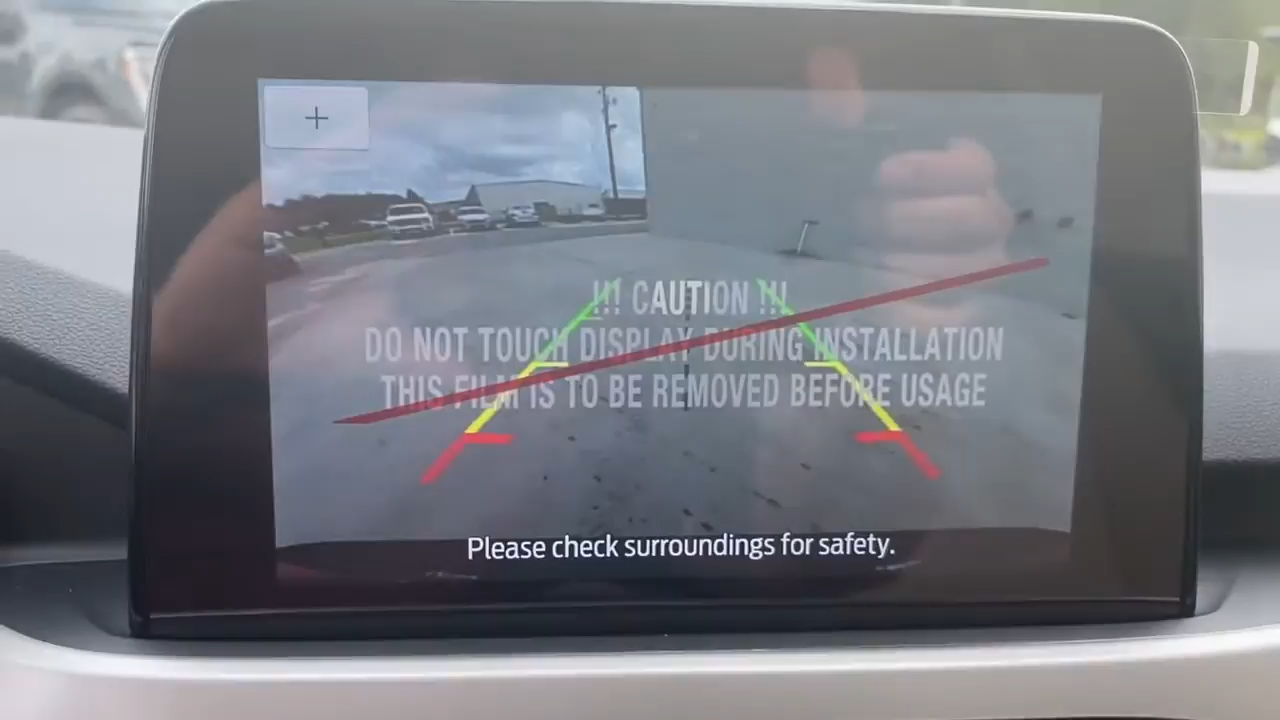 +
!!! CAUTION !!!
DO NOT TOUCH DISPLAY DURING INSTALLATION
THIS FILM IS TO BE REMOVED BEFORE USAGE
Please check surroundings for safety.